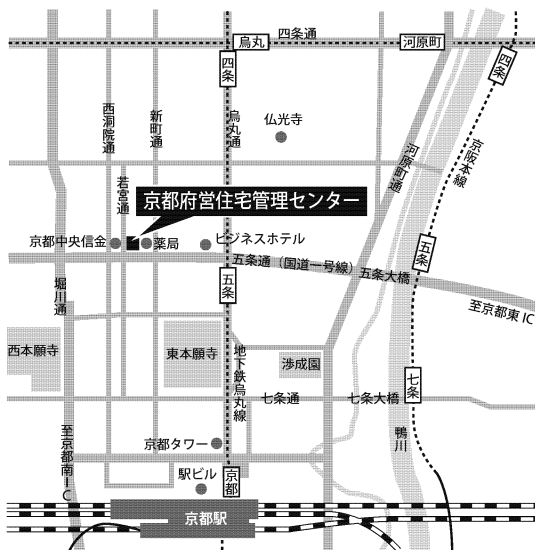 四条通
烏丸
河原町
四条
四条
西洞院通
新町通
烏丸通
仏光寺
河原町通
京阪本線
若宮通
京都府営住宅管理センター
京都中央信金
薬局
ビジネスホテル
五条
五条通（国道一号線）
五条大橋
五条
堀川通
至京都東IC
西本願寺
東本願寺
地下鉄烏丸線
渉成園
七条
七条通
七条大橋
鴨川
至京都南IC
京都タワー
駅ビル
京都
京都駅